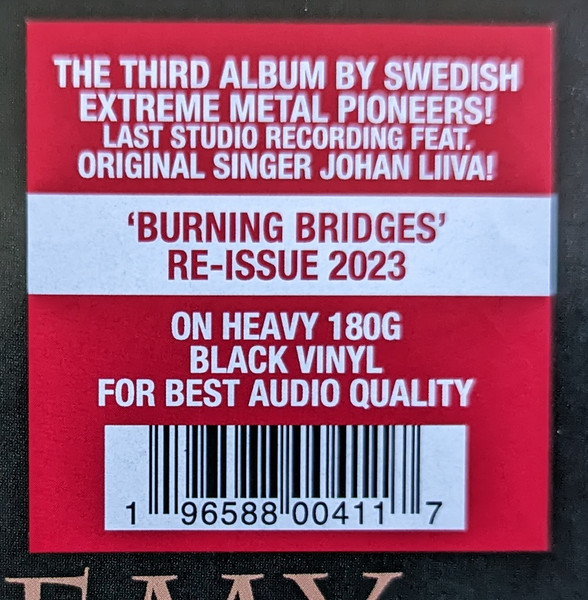 THE THIRD ALBUM BY SWEDISH
EXTREME METAL PIONEERS!
LAST STUDIO RECORDING FEAT.
ORIGINAL SINGER JOHAN LIIVA!
‘BURNING BRIDGES’
RE-ISSUE 2023
ON HEAVY 180G
BLACK VINYL
FOR BEST AUDIO QUALITY
1 96588 00411 7